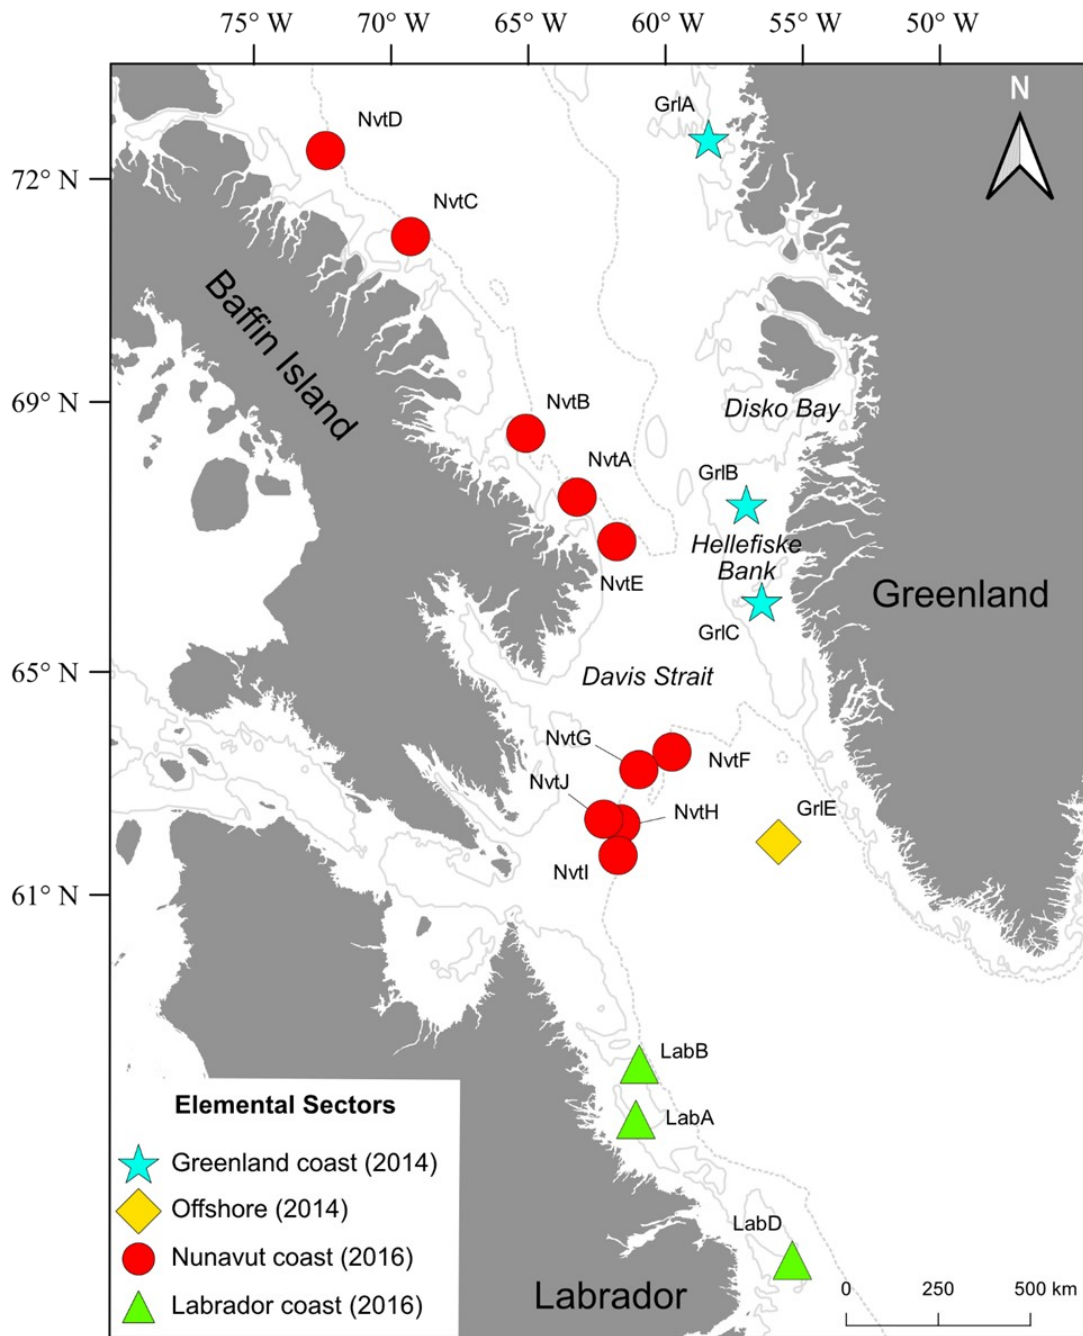 75° W
70° W
65° W
60° W
55° W
50° W
72° N
69° N
65° N
61° N
N
GrlA
NvtD
NvtC
Baffin Island
NvtB
Disko Bay
NvtA
GrlB
Hellefiske
Bank
NvtE
Greenland
GrlC
Davis Strait
NvtG
NvtF
NvtJ
NvtH
GrlE
NvtI
LabB
LabA
LabD
Labrador
Elemental Sectors
Greenland coast (2014)
Offshore (2014)
Nunavut coast (2016)
Labrador coast (2016)
0 250 500 km